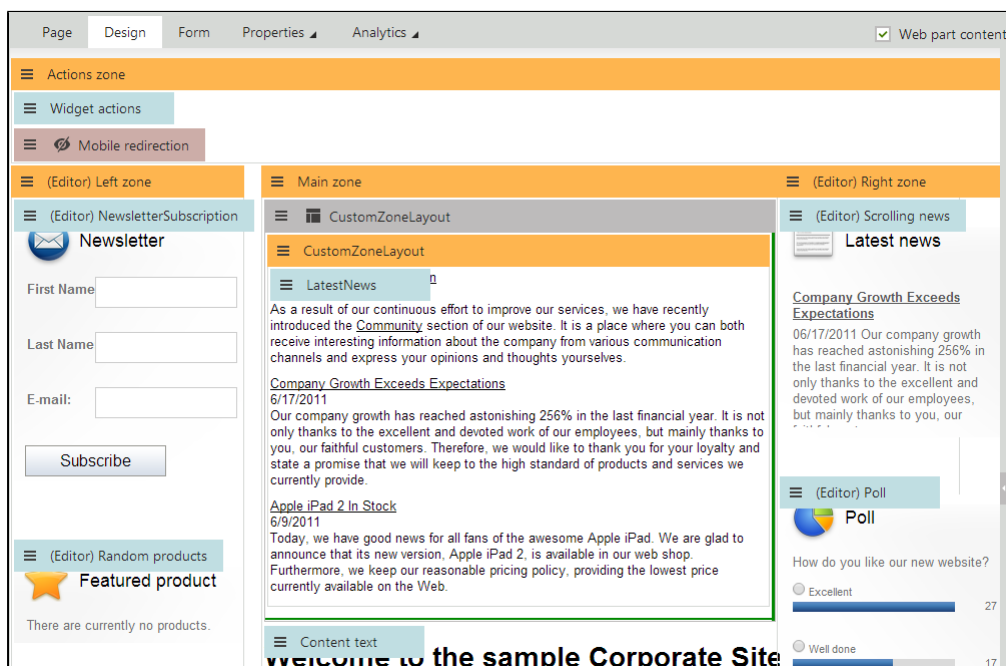 Page Design Form Properties Analytics Web part content
Actions zone
Widget actions
Mobile redirection
(Editor) Left zone
(Editor) NewsletterSubscription
Newsletter
First Name
Last Name
E-mail:
Subscribe
(Editor) Random products
Featured product
There are currently no products.
Main zone
CustomZoneLayout
CustomZoneLayout
LatestNews
As a result of our continuous effort to improve our services, we have recently
introduced the Community section of our website. It is a place where you can both
receive interesting information about the company from various communication
channels and express your opinions and thoughts yourselves.
Company Growth Exceeds Expectations
6/17/2011
Our company growth has reached astonishing 256% in the last financial year. It is not
only thanks to the excellent and devoted work of our employees, but mainly thanks to
you, our faithful customers. Therefore, we would like to thank you for your loyalty and
state a promise that we will keep to the high standard of products and services we
currently provide.
Apple iPad 2 In Stock
6/9/2011
Today, we have good news for all fans of the awesome Apple iPad. We are glad to
announce that its new version, Apple iPad 2, is available in our web shop.
Furthermore, we keep our reasonable pricing policy, providing the lowest price
currently available on the Web.
Content text
Welcome to the sample Corporate Site
(Editor) Right zone
(Editor) Scrolling news
Latest news
Company Growth Exceeds
Expectations
06/17/2011 Our company growth
has reached astonishing 256% in
the last financial year. It is not
only thanks to the excellent and
devoted work of our employees,
but mainly thanks to you, our
(Editor) Poll
Poll
How do you like our new website?
Excellent
27
Well done
17